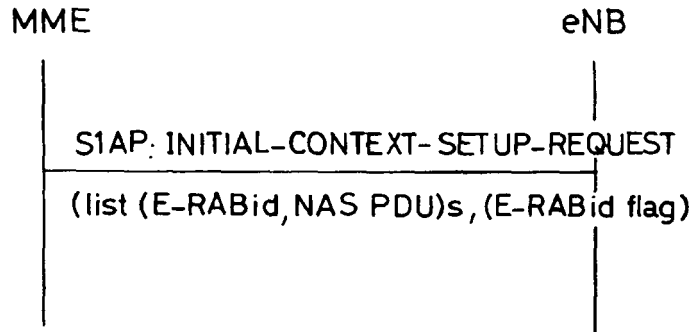 MME
eNB
S1AP: INITIAL-CONTEXT-SETUP-REQUEST
(list (E-RABid, NAS PDU)s, (E-RABid flag)